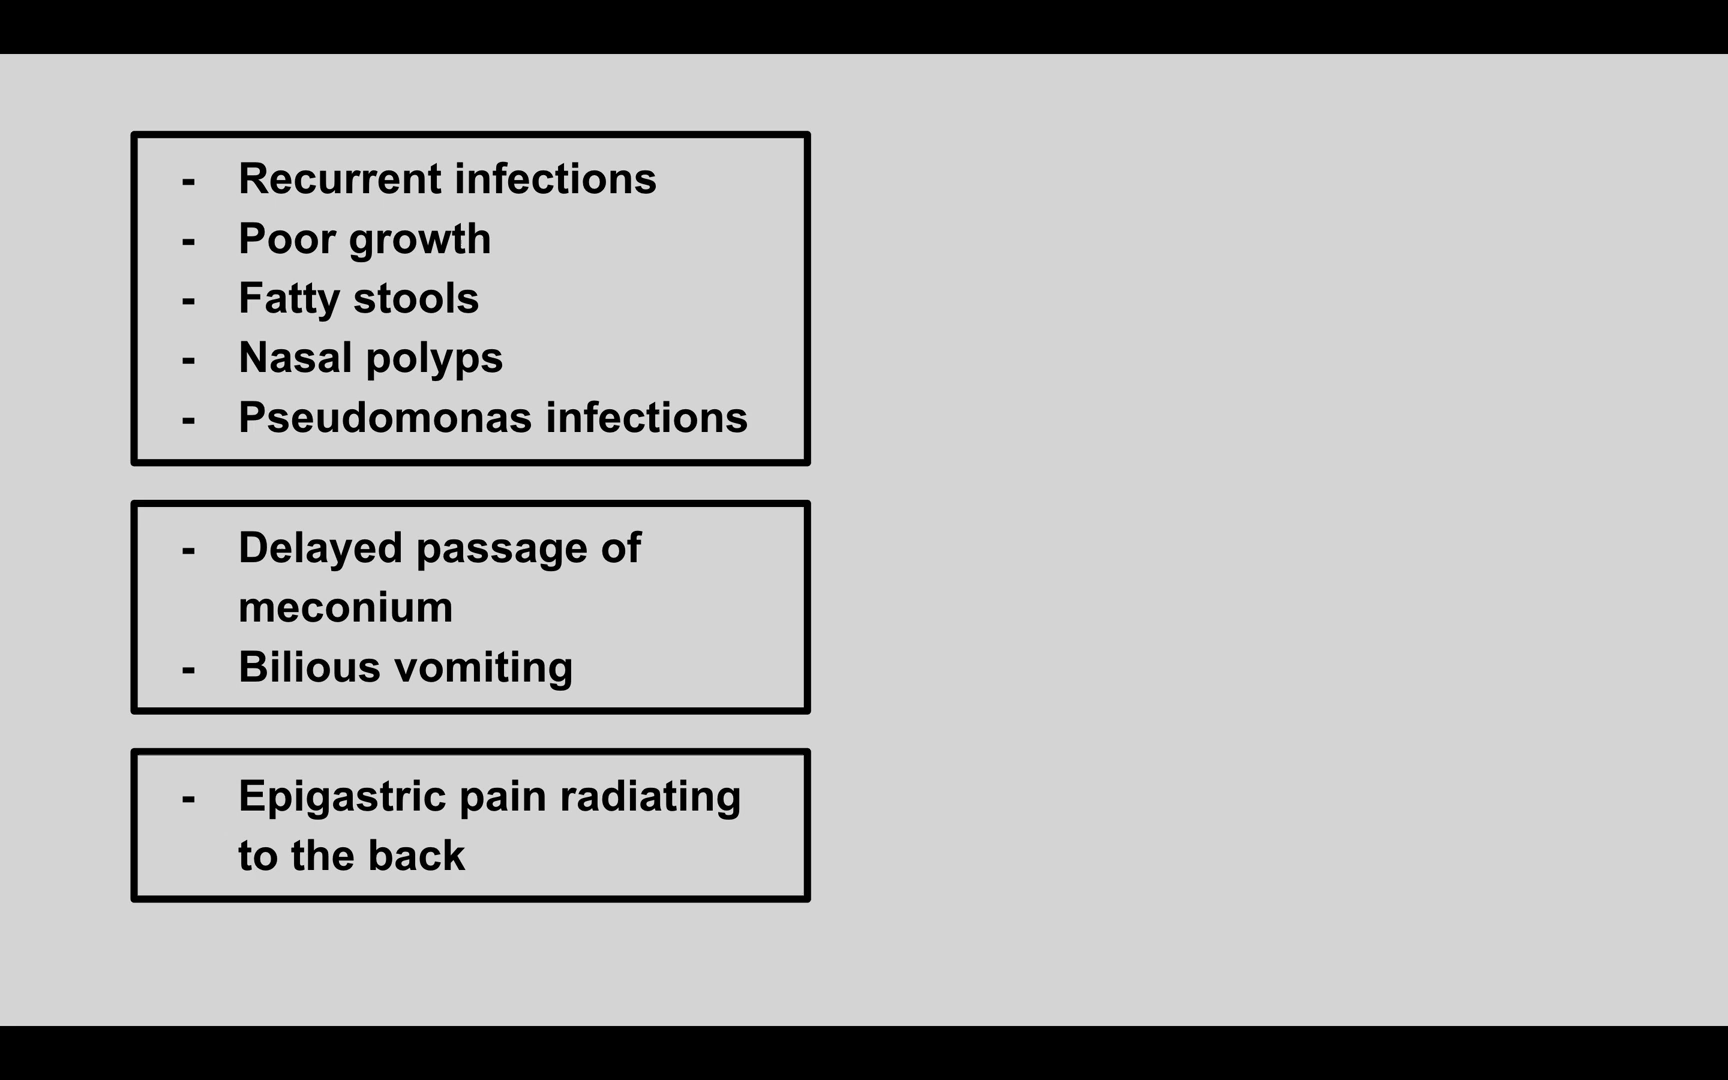 - Recurrent infections
- Poor growth
- Fatty stools
- Nasal polyps
- Pseudomonas infections
- Delayed passage of
meconium
- Bilious vomiting
- Epigastric pain radiating
to the back